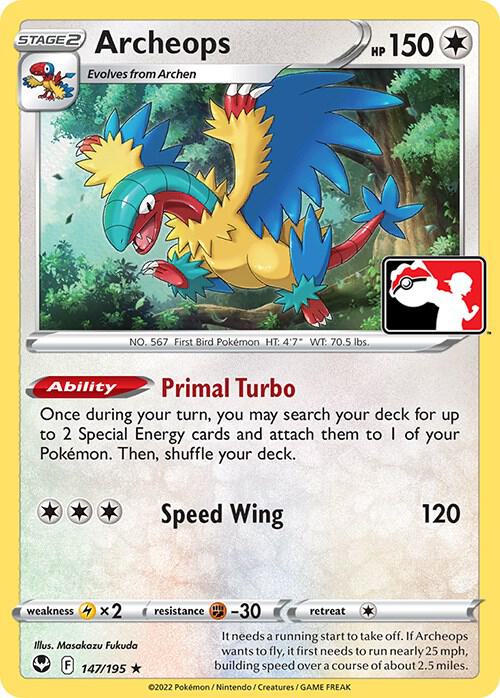 STAGE2 Archeops HP 150
Evolves from Archen
NO. 567 First Bird Pokémon HT: 4'7" WT: 70.5 lbs.
™
Ability Primal Turbo
Once during your turn, you may search your deck for up
to 2 Special Energy cards and attach them to 1 of your
Pokémon. Then, shuffle your deck.
Speed Wing 120
weakness ×2 resistance -30 retreat
Illus. Masakazu Fukuda
It needs a running start to take off. If Archeops
wants to fly, it first needs to run nearly 25 mph,
building speed over a course of about 2.5 miles.
F 147/195 ★
©2022 Pokémon / Nintendo / Creatures / GAME FREAK